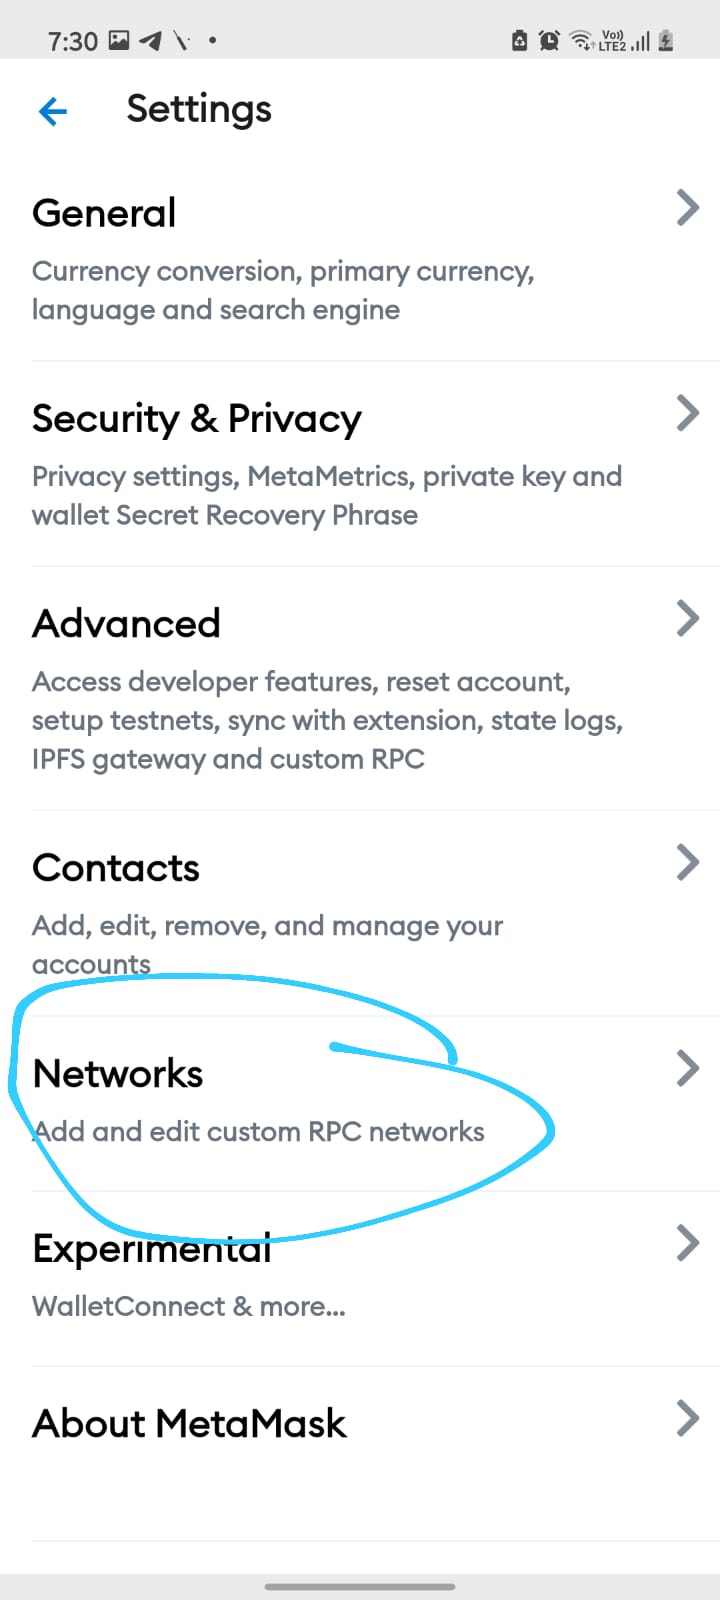 7:30 Vo)) LTE2
Settings
General
Currency conversion, primary currency,
language and search engine
Security & Privacy
Privacy settings, MetaMetrics, private key and
wallet Secret Recovery Phrase
Advanced
Access developer features, reset account,
setup testnets, sync with extension, state logs,
IPFS gateway and custom RPC
Contacts
Add, edit, remove, and manage your
accounts
Networks
Add and edit custom RPC networks
Experimental
WalletConnect & more...
About MetaMask